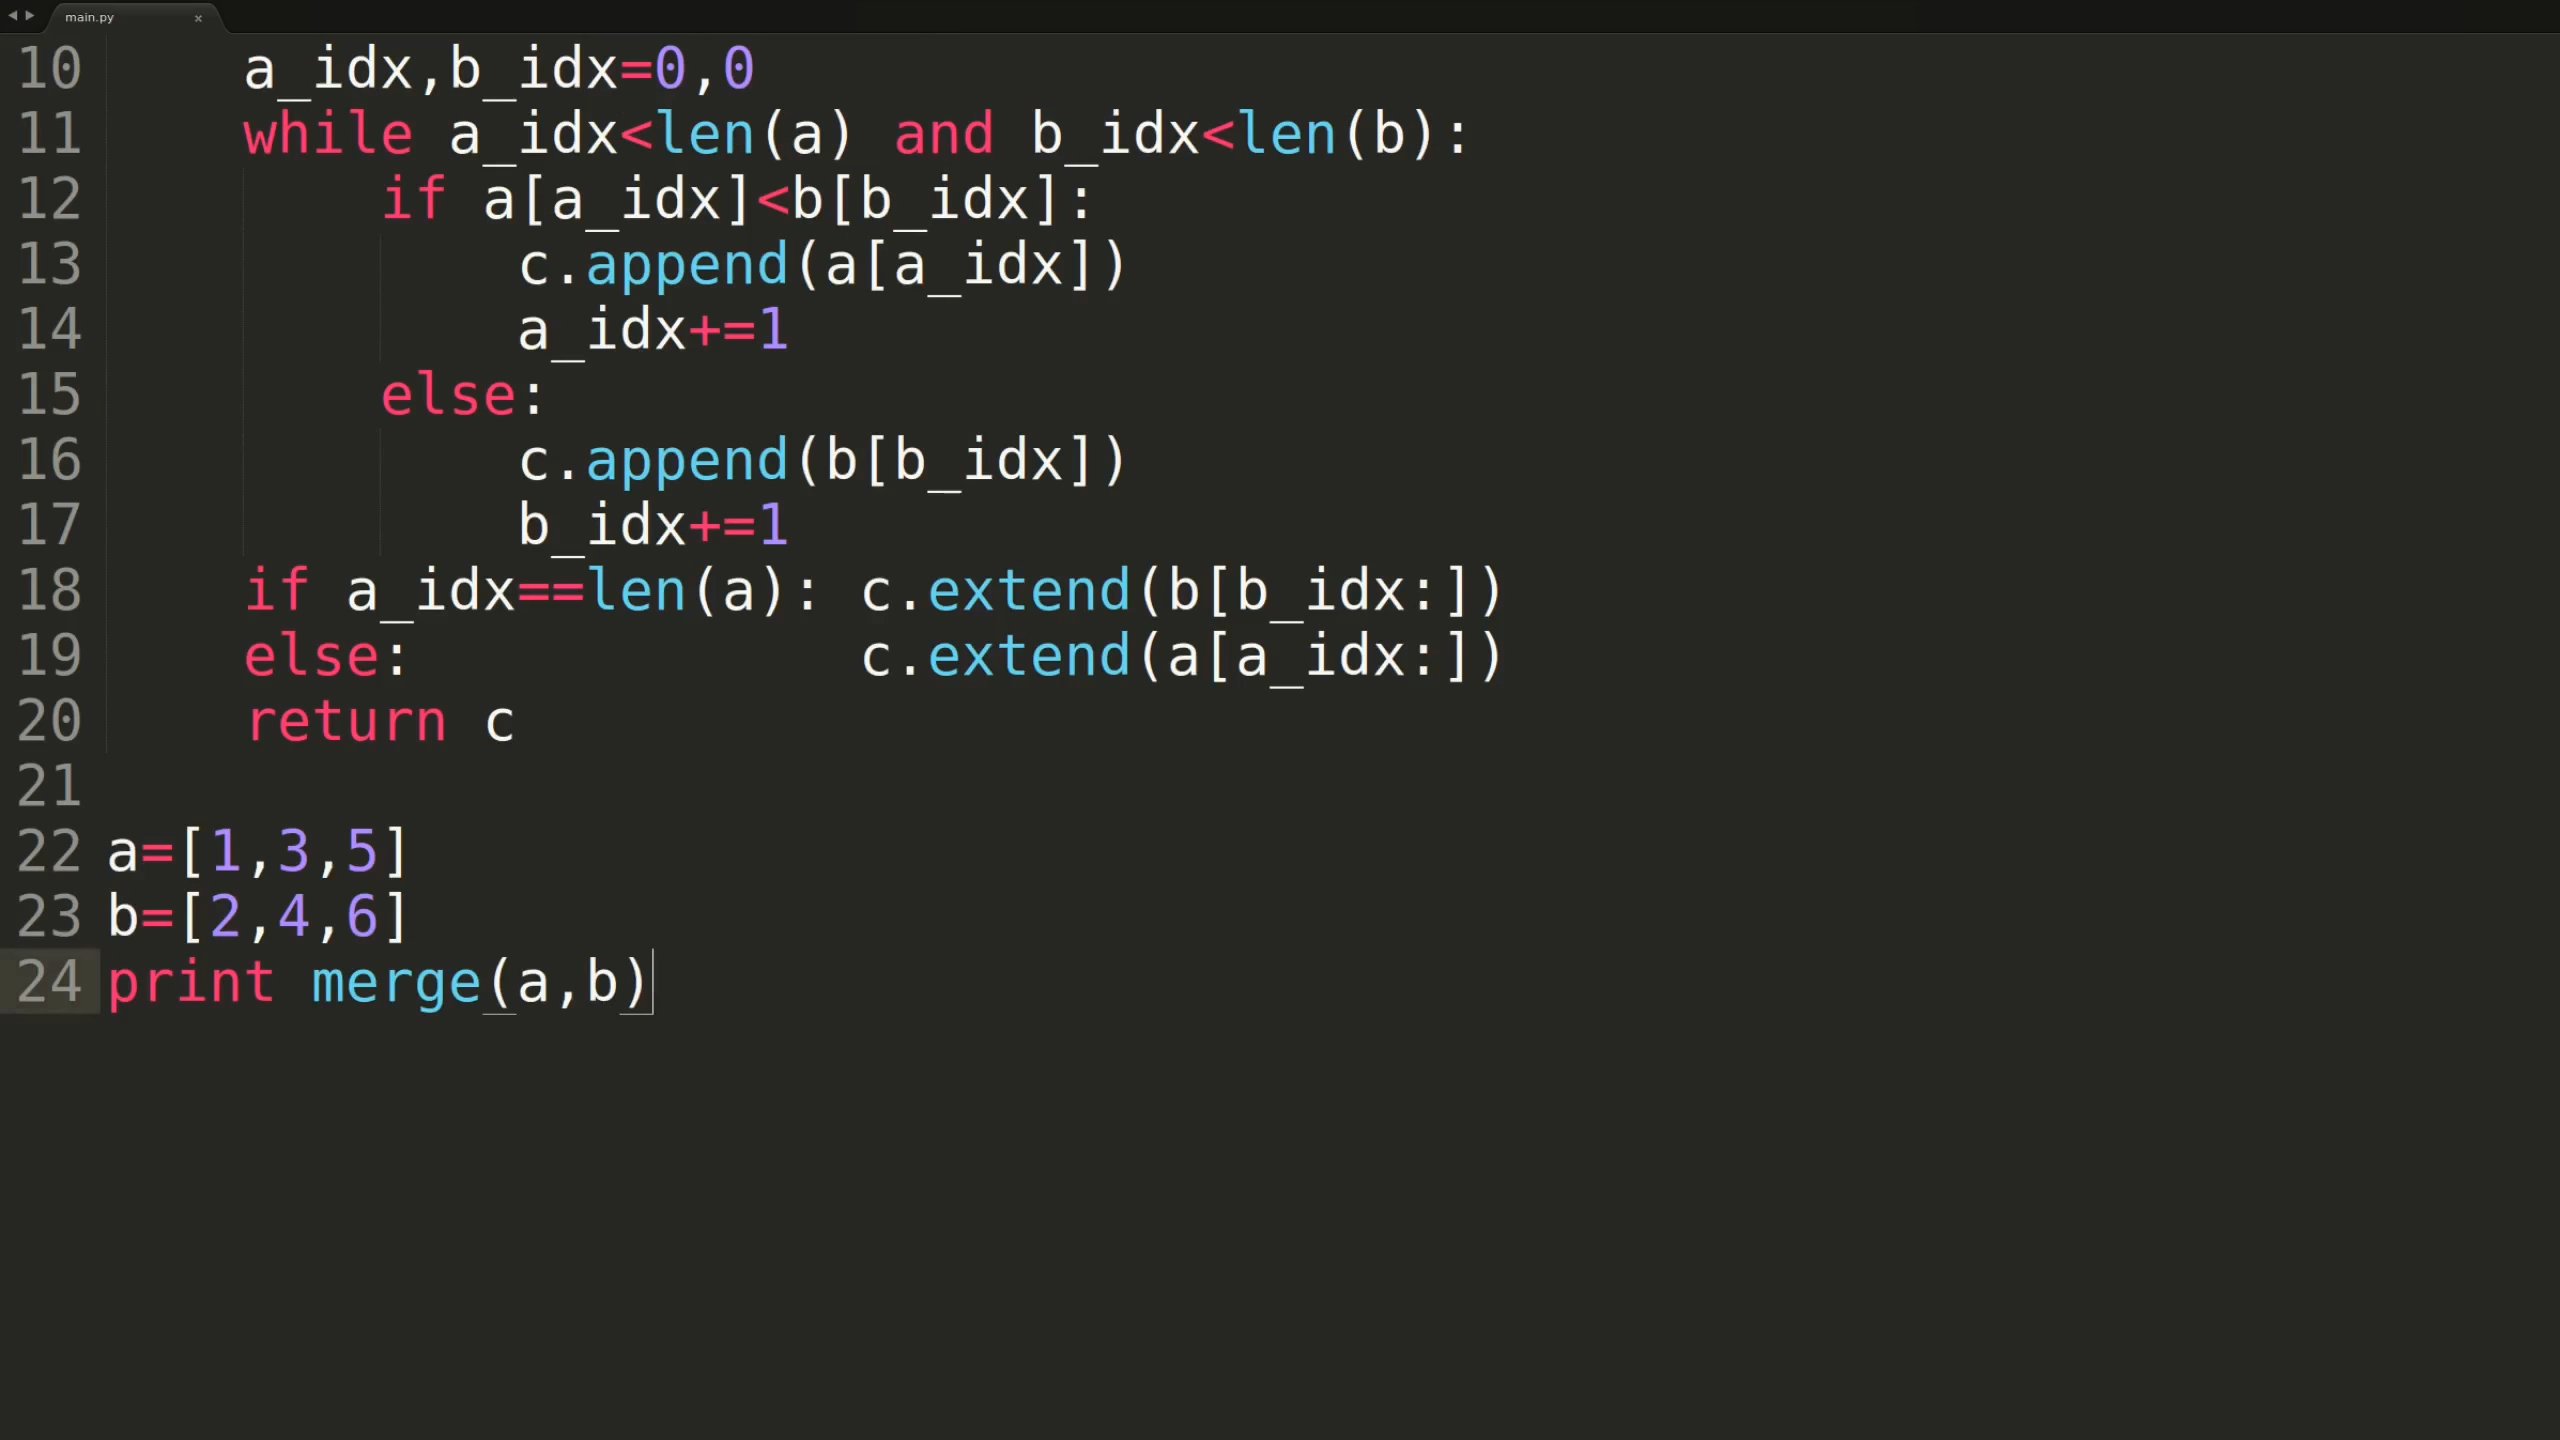 main.py
10 a_idx,b_idx=0,0
11 while a_idx<len(a) and b_idx<len(b):
12 if a[a_idx]<b[b_idx]:
13 c.append(a[a_idx])
14 a_idx+=1
15 else:
16 c.append(b[b_idx])
17 b_idx+=1
18 if a_idx==len(a): c.extend(b[b_idx:])
19 else: c.extend(a[a_idx:])
20 return c
21
22 a=[1,3,5]
23 b=[2,4,6]
24 print merge(a,b)